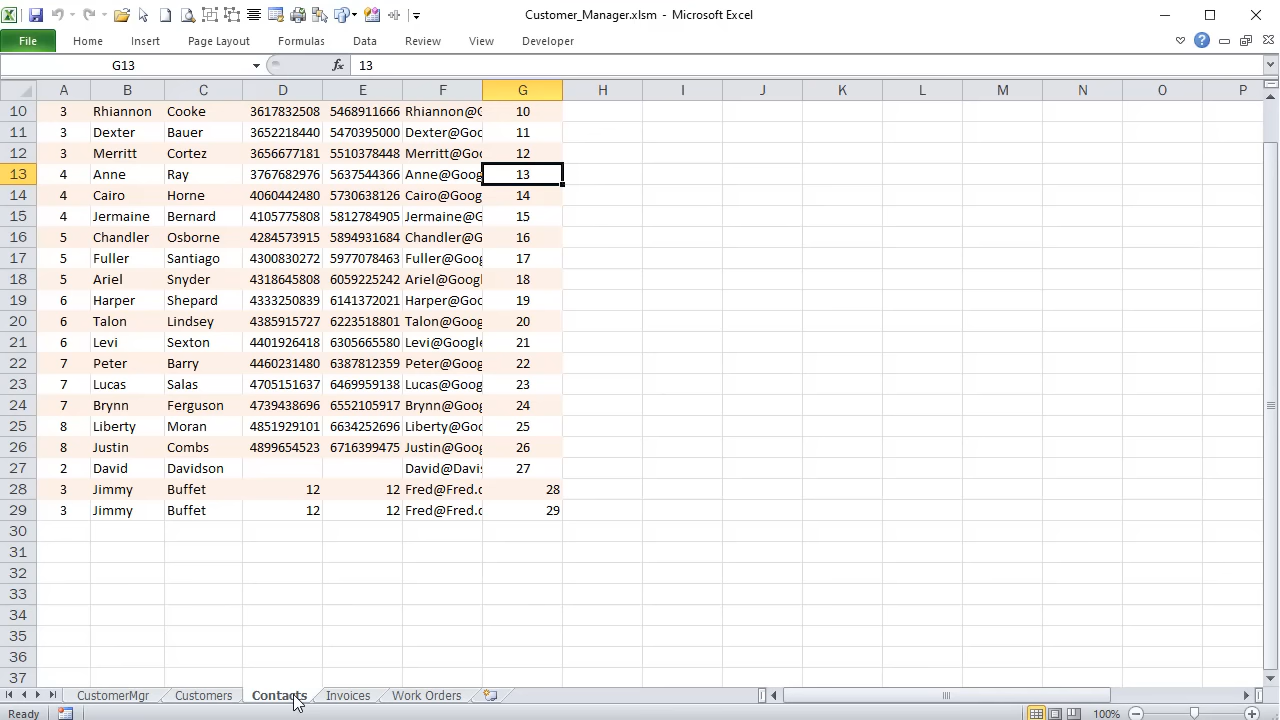 Customer_Manager.xlsm - Microsoft Excel
File Home Insert Page Layout Formulas Data Review View Developer
G13 fx 13
A B C D E F G H I J K L M N O P
10 3 Rhiannon Cooke 3617832508 5468911666 Rhiannon@G 10
11 3 Dexter Bauer 3652218440 5470395000 Dexter@Goo 11
12 3 Merritt Cortez 3656677181 5510378448 Merritt@Goo 12
13 4 Anne Ray 3767682976 5637544366 Anne@Goog 13
14 4 Cairo Horne 4060442480 5730638126 Cairo@Goog 14
15 4 Jermaine Bernard 4105775808 5812784905 Jermaine@G 15
16 5 Chandler Osborne 4284573915 5894931684 Chandler@G 16
17 5 Fuller Santiago 4300830272 5977078463 Fuller@Goog 17
18 5 Ariel Snyder 4318645808 6059225242 Ariel@Googl 18
19 6 Harper Shepard 4333250839 6141372021 Harper@Goo 19
20 6 Talon Lindsey 4385915727 6223518801 Talon@Goog 20
21 6 Levi Sexton 4401926418 6305665580 Levi@Google 21
22 7 Peter Barry 4460231480 6387812359 Peter@Goog 22
23 7 Lucas Salas 4705151637 6469959138 Lucas@Goog 23
24 7 Brynn Ferguson 4739438696 6552105917 Brynn@Goog 24
25 8 Liberty Moran 4851929101 6634252696 Liberty@Goo 25
26 8 Justin Combs 4899654523 6716399475 Justin@Goog 26
27 2 David Davidson David@Davis 27
28 3 Jimmy Buffet 12 12 Fred@Fred.c 28
29 3 Jimmy Buffet 12 12 Fred@Fred.c 29
30
31
32
33
34
35
36
37
CustomerMgr Customers Contacts Invoices Work Orders
Ready 100%